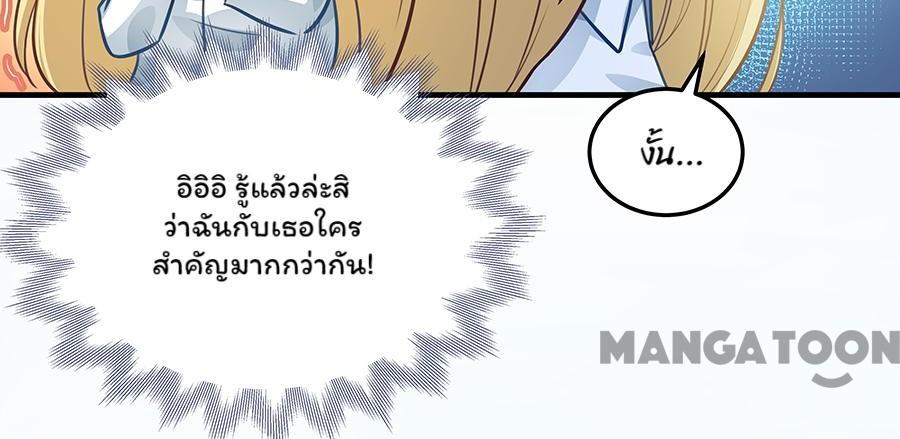 อิอิอิ รู้แล้วล่ะสิ
ว่าฉันกับเธอใคร
สำคัญมากกว่ากัน!
งั้น...
MANGATOON